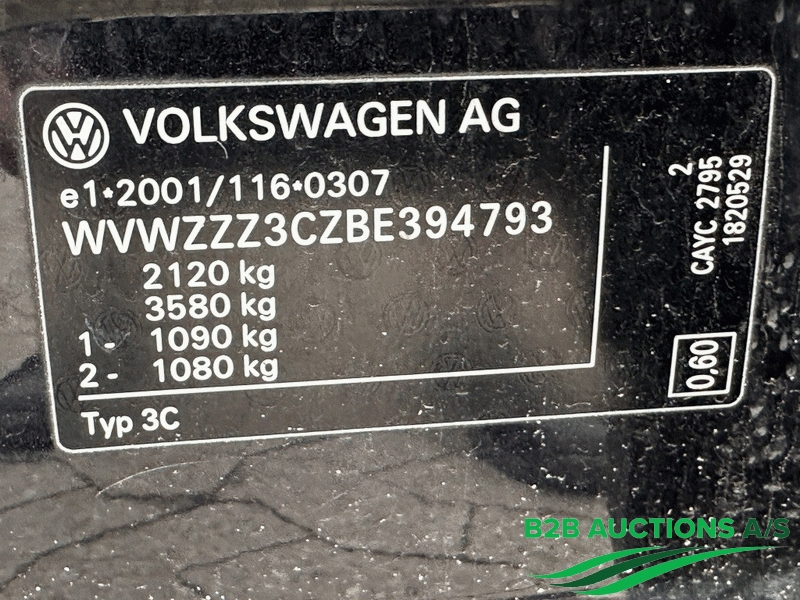 VOLKSWAGEN AG
e1*2001/116*0307
WVWZZZ3CZBE394793
2120 kg
3580 kg
1 - 1090 kg
2 - 1080 kg
Typ 3C
2
CAYC 2795
1820529
0,60
B2B AUCTIONS A/S